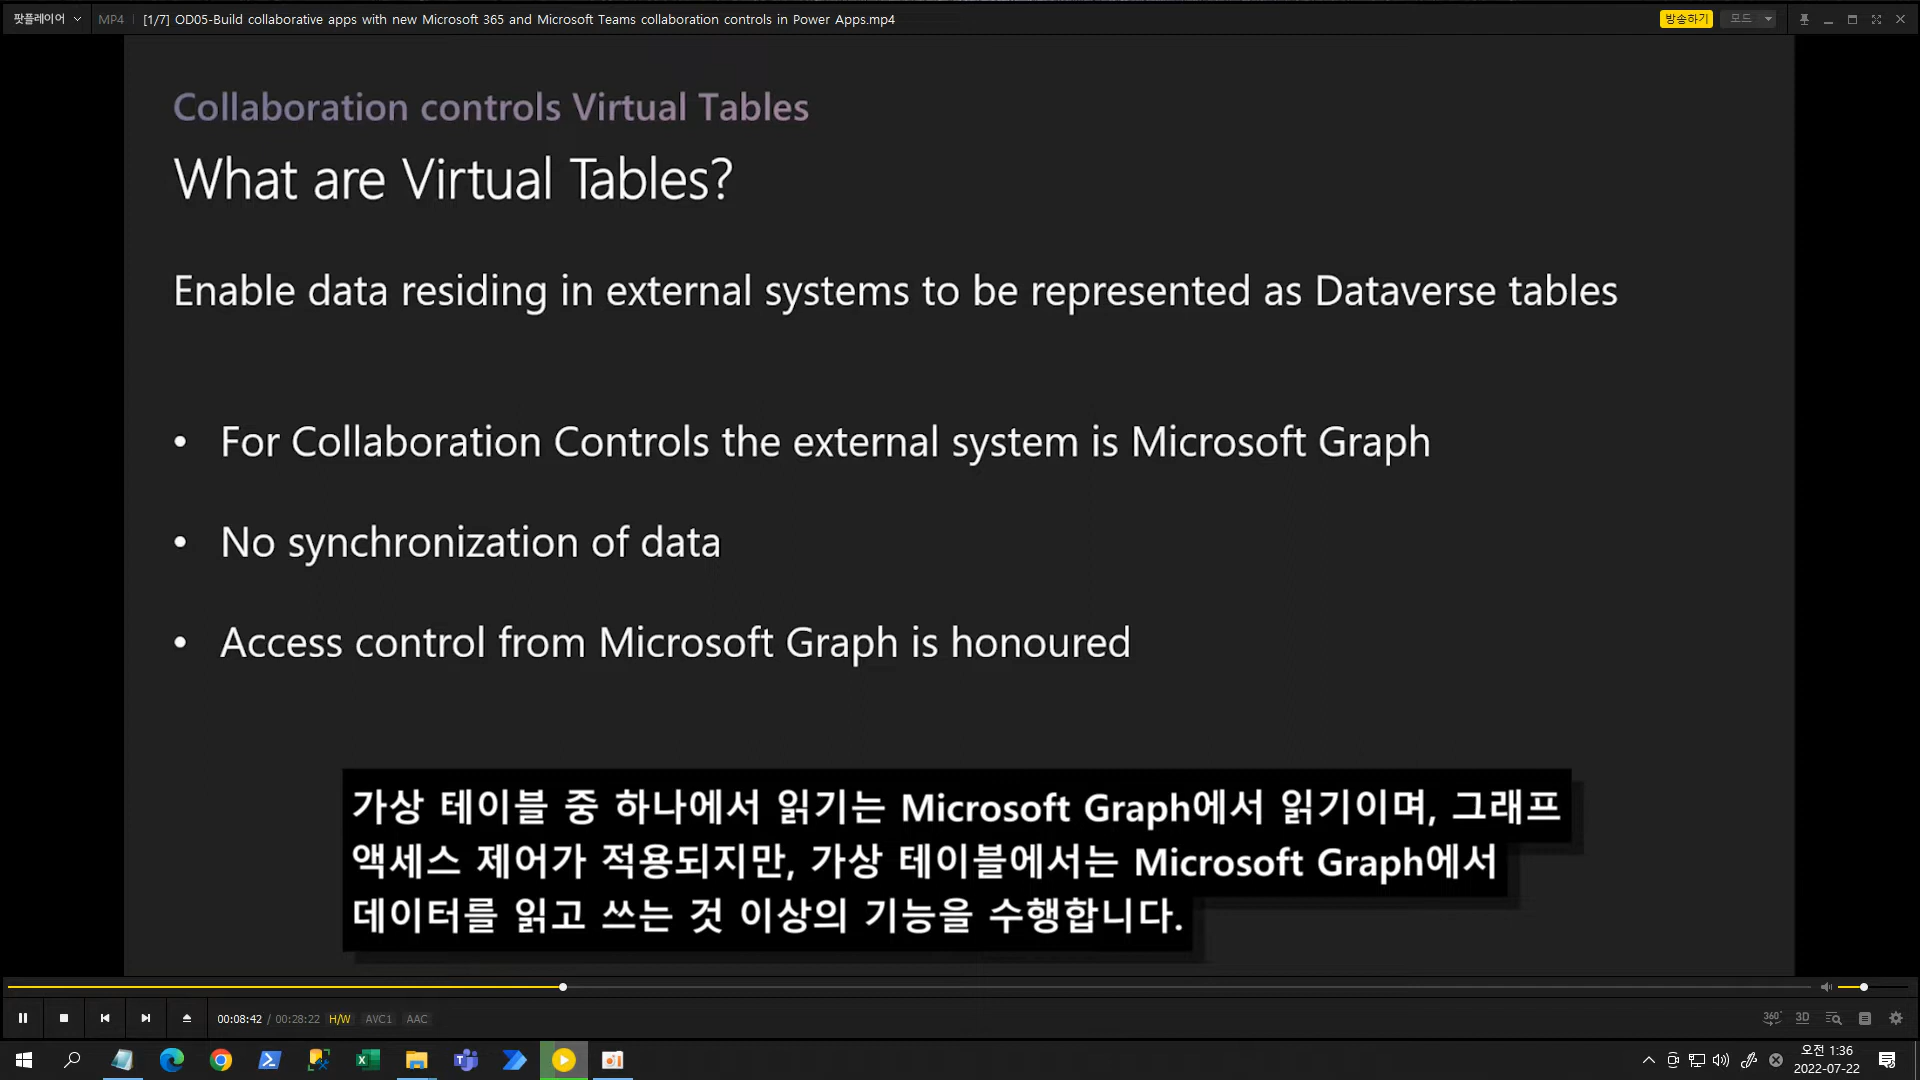 팟플레이어
MP4
[1/7] OD05-Build collaborative apps with new Microsoft 365 and Microsoft Teams collaboration controls in Power Apps.mp4
방송하기
모드
Collaboration controls Virtual Tables
What are Virtual Tables?
Enable data residing in external systems to be represented as Dataverse tables
• For Collaboration Controls the external system is Microsoft Graph
• No synchronization of data
• Access control from Microsoft Graph is honoured
가상 테이블 중 하나에서 읽기는 Microsoft Graph에서 읽기이며, 그래프
액세스 제어가 적용되지만, 가상 테이블에서는 Microsoft Graph에서
데이터를 읽고 쓰는 것 이상의 기능을 수행합니다.
00:08:42 / 00:28:22 H/W AVC1 AAC
360° 3D
오전 1:36
2022-07-22